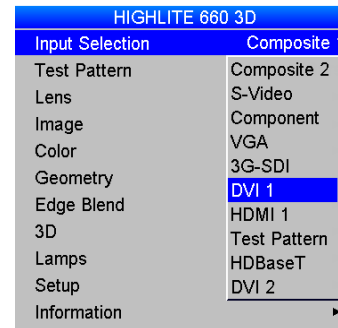 HIGHLITE 660 3D
Input Selection Composite
Test Pattern Composite 2
Lens S-Video
Image Component
Color VGA
Geometry 3G-SDI
Edge Blend DVI 1
3D HDMI 1
Lamps Test Pattern
Setup HDBaseT
Information DVI 2